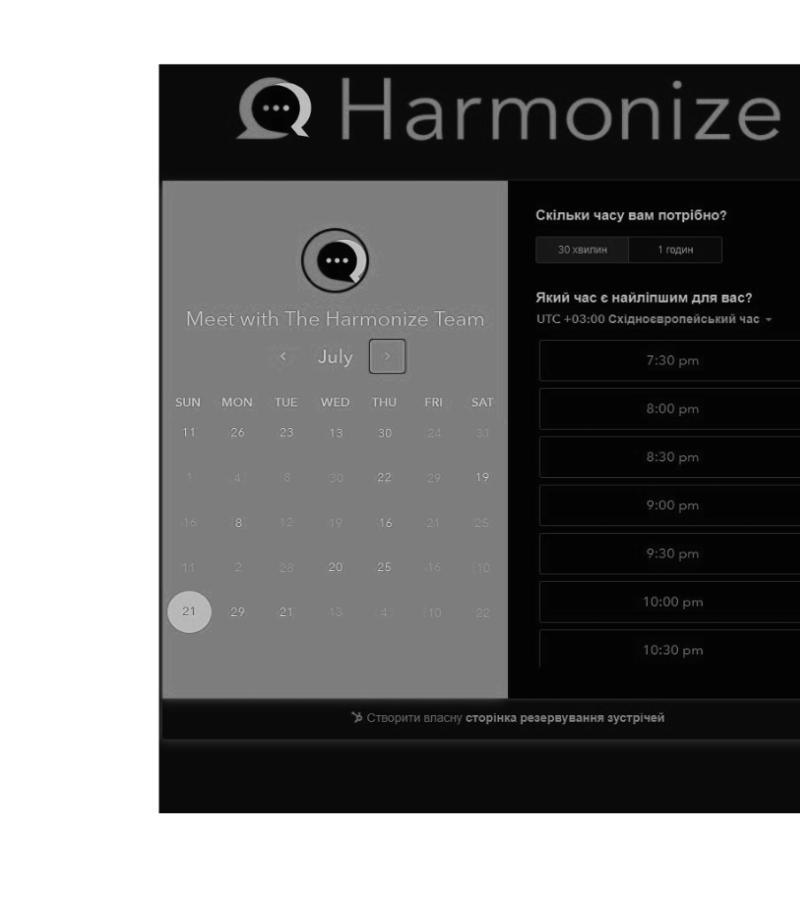 Harmonize
Meet with The Harmonize Team
July
SUN MON TUE WED THU FRI SAT
11 26 23 13 30 24 31
1 4 8 30 22 29 19
16 8 12 19 16 21 25
11 2 28 20 25 16 10
21 29 21 13 4 10 22
Скільки часу вам потрібно?
30 хвилин 1 годин
Який час є найліпшим для вас?
UTC +03:00 Східноєвропейський час
7:30 pm
8:00 pm
8:30 pm
9:00 pm
9:30 pm
10:00 pm
10:30 pm
Створити власну сторінка резервування зустрічей